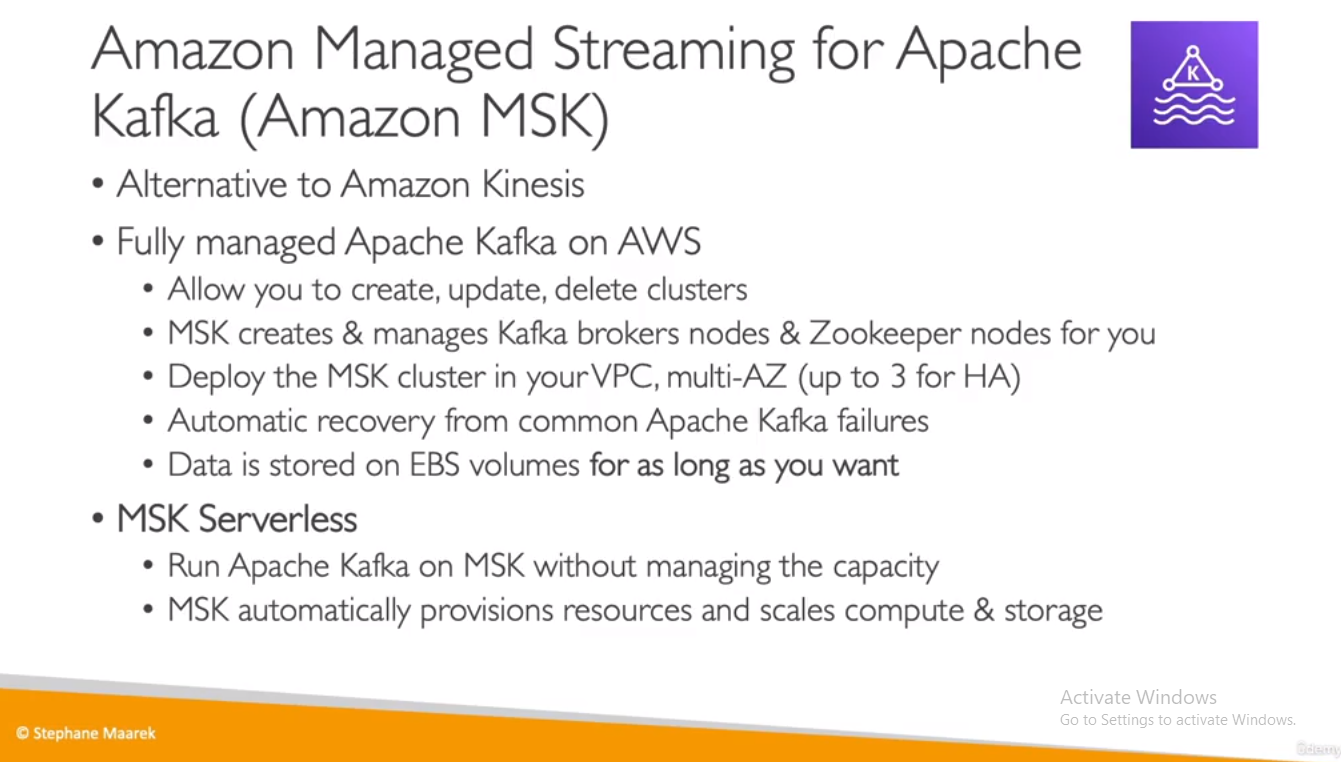 Amazon Managed Streaming for Apache
Kafka (Amazon MSK)
K
• Alternative to Amazon Kinesis
• Fully managed Apache Kafka on AWS
• Allow you to create, update, delete clusters
• MSK creates & manages Kafka brokers nodes & Zookeeper nodes for you
• Deploy the MSK cluster in your VPC, multi-AZ (up to 3 for HA)
• Automatic recovery from common Apache Kafka failures
• Data is stored on EBS volumes for as long as you want
• MSK Serverless
• Run Apache Kafka on MSK without managing the capacity
• MSK automatically provisions resources and scales compute & storage
Activate Windows
Go to Settings to activate Windows.
© Stephane Maarek
ûdemy